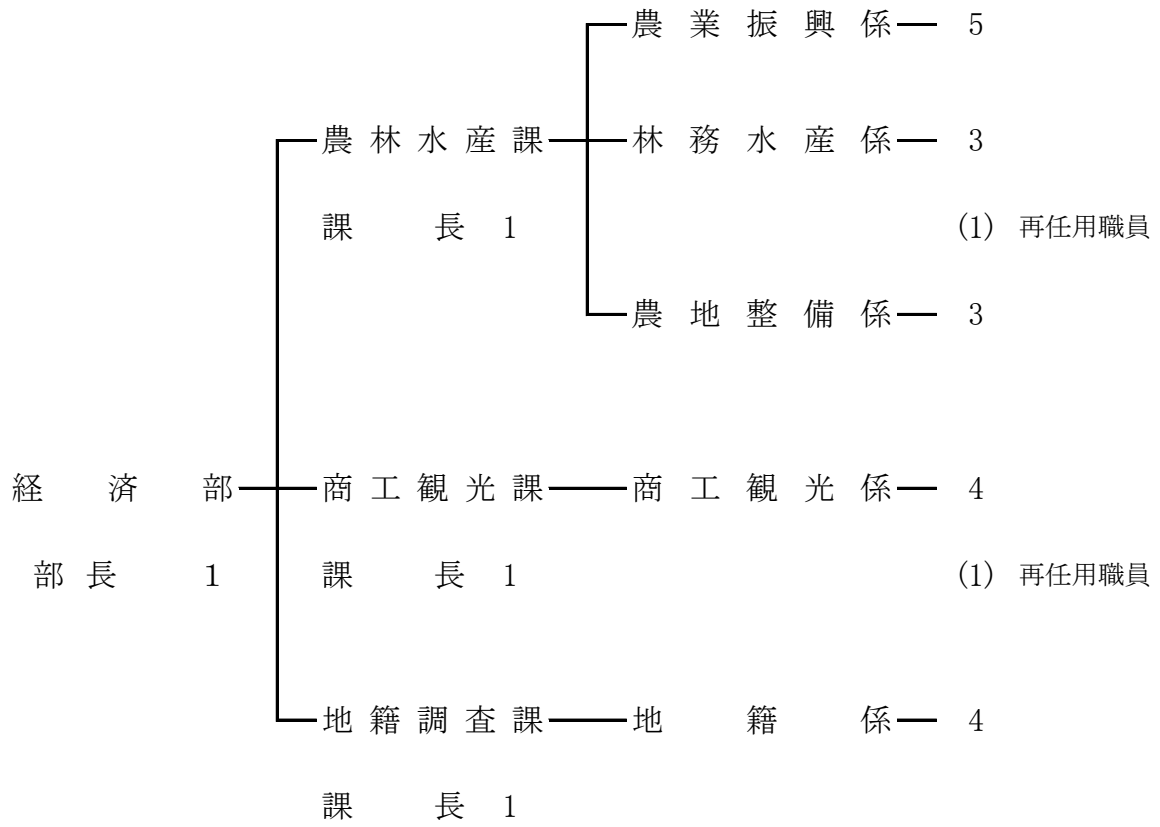 農業振興係 5
農林水産課 林務水産係 3
課長 1 (1) 再任用職員
農地整備係 3
経済部 商工観光課 商工観光係 4
部長 1 課長 1 (1) 再任用職員
地籍調査課 地籍係 4
課長 1